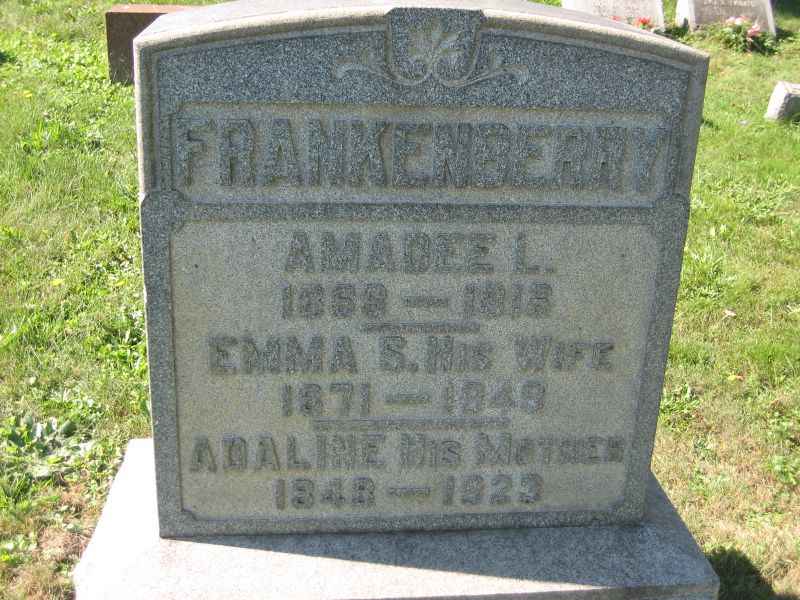 FRANKENBERRY
AMADEE L.
1869 — 1918
EMMA S. HIS WIFE
1871 — 1949
ADALINE HIS MOTHER
1848 — 1923